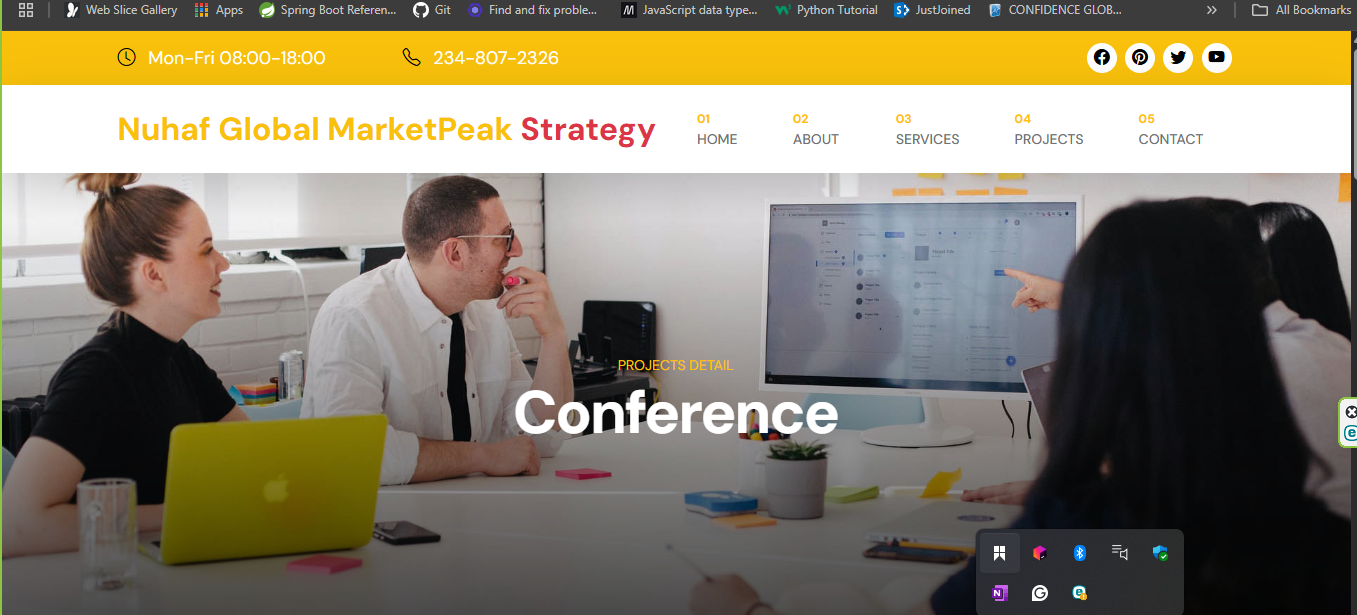 Web Slice Gallery Apps Spring Boot Referen... Git Find and fix proble... JavaScript data type... Python Tutorial JustJoined CONFIDENCE GLOB... » All Bookmarks
Mon-Fri 08:00-18:00 234-807-2326
Nuhaf Global MarketPeak Strategy
01 02 03 04 05
HOME ABOUT SERVICES PROJECTS CONTACT
PROJECTS DETAIL
Conference